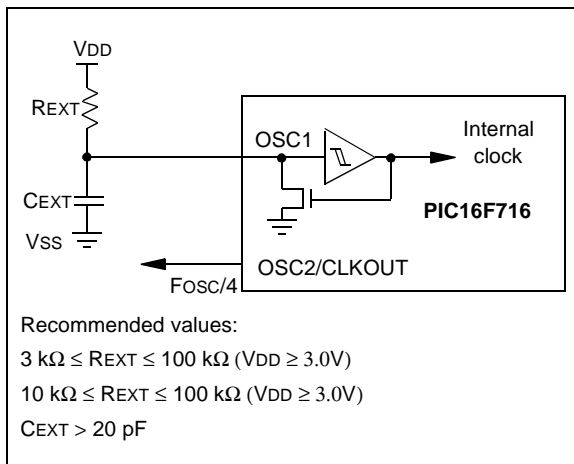 VDD
REXT
OSC1
Internal
clock
CEXT
PIC16F716
VSS
OSC2/CLKOUT
FOSC/4
Recommended values:
3 kΩ ≤ REXT ≤ 100 kΩ (VDD ≥ 3.0V)
10 kΩ ≤ REXT ≤ 100 kΩ (VDD ≥ 3.0V)
CEXT > 20 pF